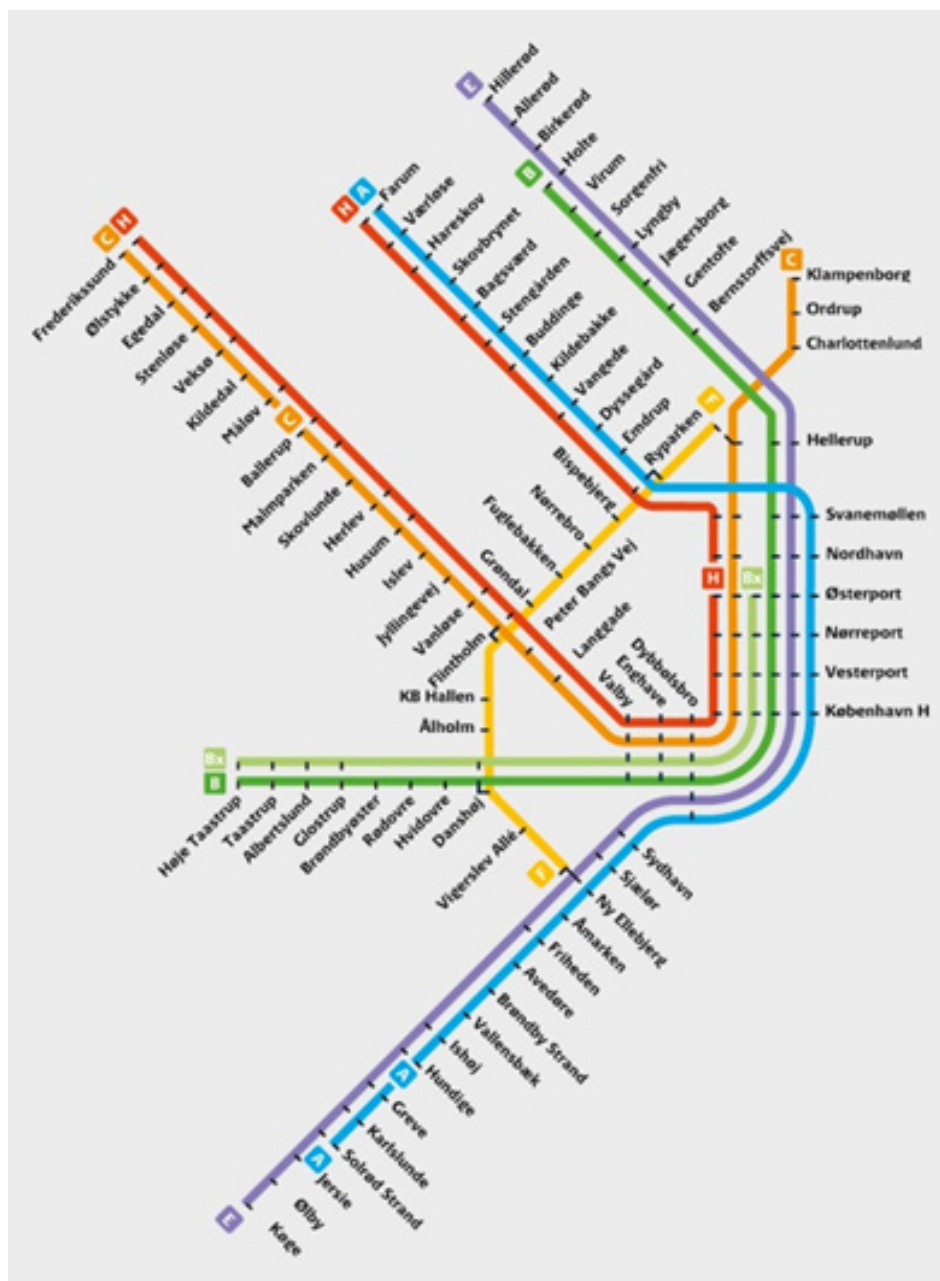 E
Hillerød
Allerød
Birkerød
Holte
B
Virum
Sorgenfri
Lyngby
Jægersborg
Gentofte
Bernstorffsvej
C
Klampenborg
Ordrup
Charlottenlund
H
A
Farum
Værløse
Hareskov
Skovbrynet
Bagsværd
Stengården
Buddinge
Kildebakke
Vangede
Dyssegård
Emdrup
Ryparken
F
C
H
Frederikssund
Ølstykke
Egedal
Stenløse
Veksø
Kildedal
Måløv
C
Ballerup
Malmparken
Skovlunde
Herlev
Husum
Islev
Jyllingevej
Vanløse
Flintholm
Bispebjerg
Nørrebro
Fuglebakken
Grøndal
Peter Bangs Vej
Langgade
Valby
Enghave
Dybbølsbro
Hellerup
Svanemøllen
Nordhavn
H
Bx
Østerport
Nørreport
Vesterport
København H
KB Hallen
Ålholm
Bx
B
Høje Taastrup
Taastrup
Albertslund
Glostrup
Brøndbyøster
Rødovre
Hvidovre
Danshøj
Vigerslev Allé
F
Sydhavn
Sjælør
Ny Ellebjerg
Åmarken
Friheden
Avedøre
Brøndby Strand
Vallensbæk
Ishøj
Hundige
A
Greve
Karlslunde
Solrød Strand
A
Jersie
Ølby
Køge
E